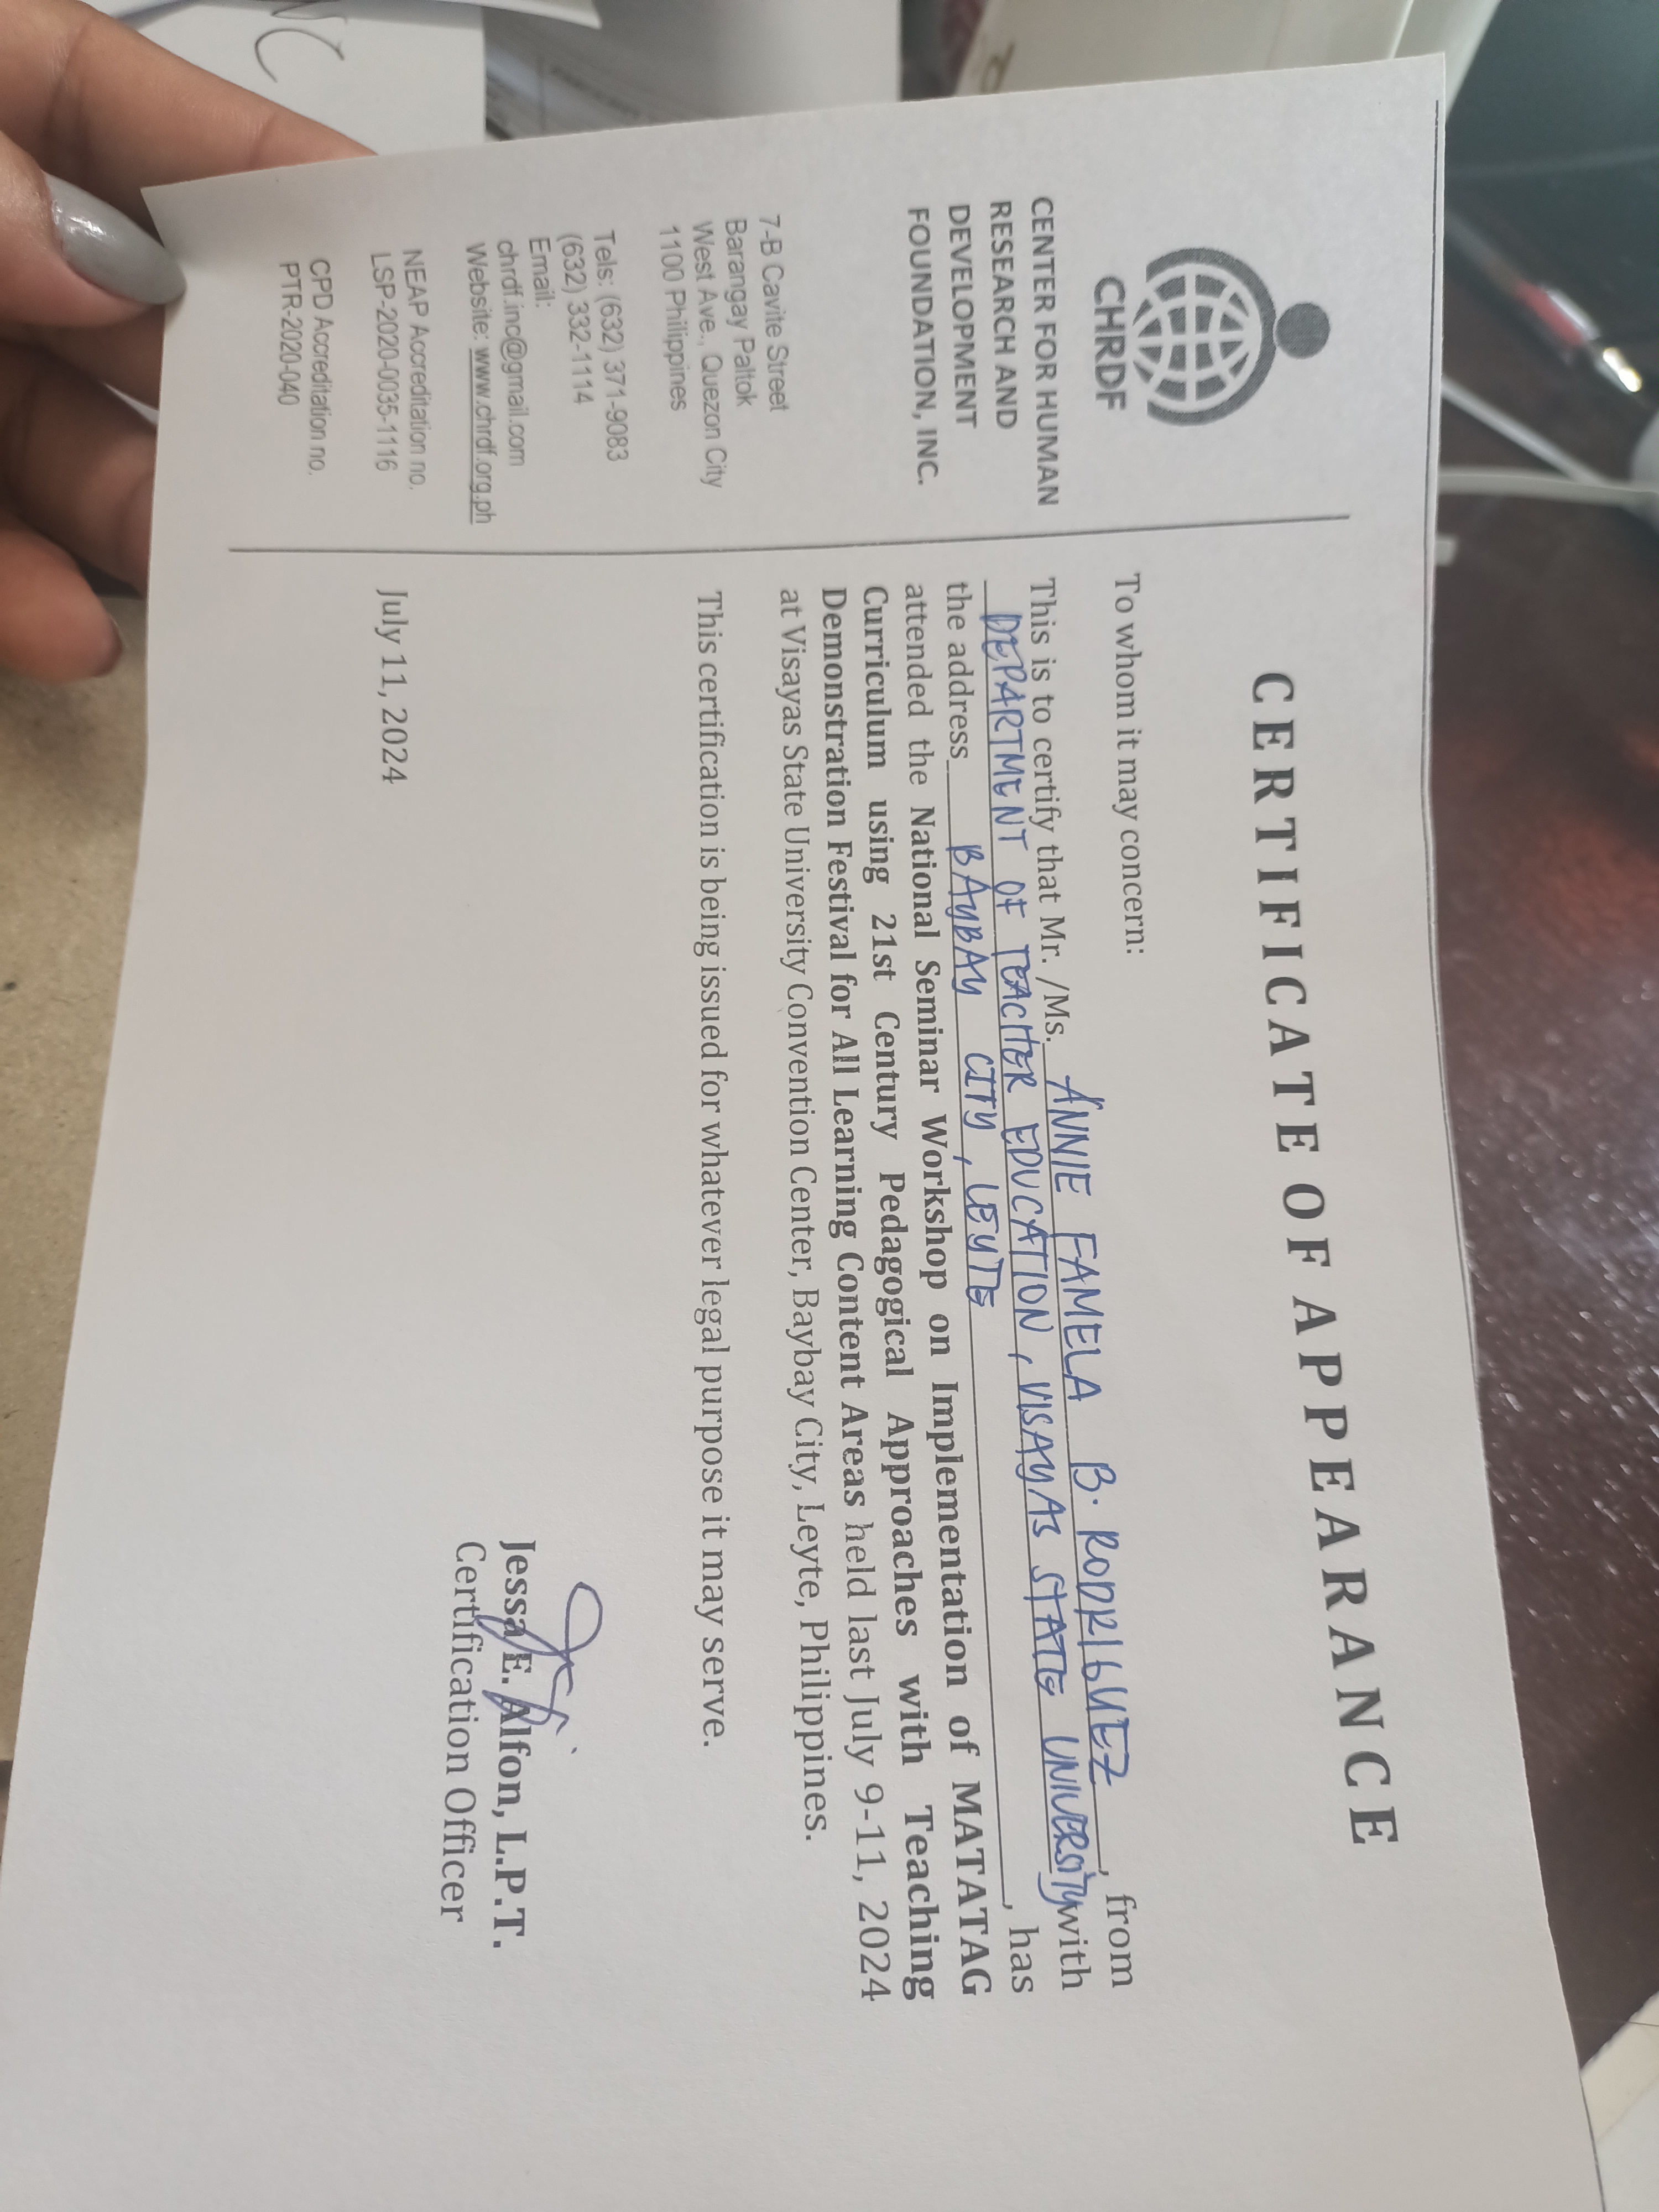 CHRDF
CENTER FOR HUMAN
RESEARCH AND
DEVELOPMENT
FOUNDATION, INC.
7-B Cavite Street
Barangay Paltok
West Ave., Quezon City
1100 Philippines
Tels: (632) 371-9083
(632) 332-1114
Email:
chrdf.inc@gmail.com
Website: www.chrdf.org.ph
NEAP Accreditation no.
LSP-2020-0035-1116
CPD Accreditation no.
PTR-2020-040
CERTIFICATE OF APPEARANCE
To whom it may concern:
This is to certify that Mr. /Ms. ANNIE FAMELA B. RODRIGUEZ, from
DEPARTMENT OF TEACHER EDUCATION, VISAYAS STATE UNIVERSITY with
the address BAYBAY CITY, LEYTE, has
attended the National Seminar Workshop on Implementation of MATATAG
Curriculum using 21st Century Pedagogical Approaches with Teaching
Demonstration Festival for All Learning Content Areas held last July 9-11, 2024
at Visayas State University Convention Center, Baybay City, Leyte, Philippines.
This certification is being issued for whatever legal purpose it may serve.
Jessa E. Alfon, L.P.T.
Certification Officer
July 11, 2024